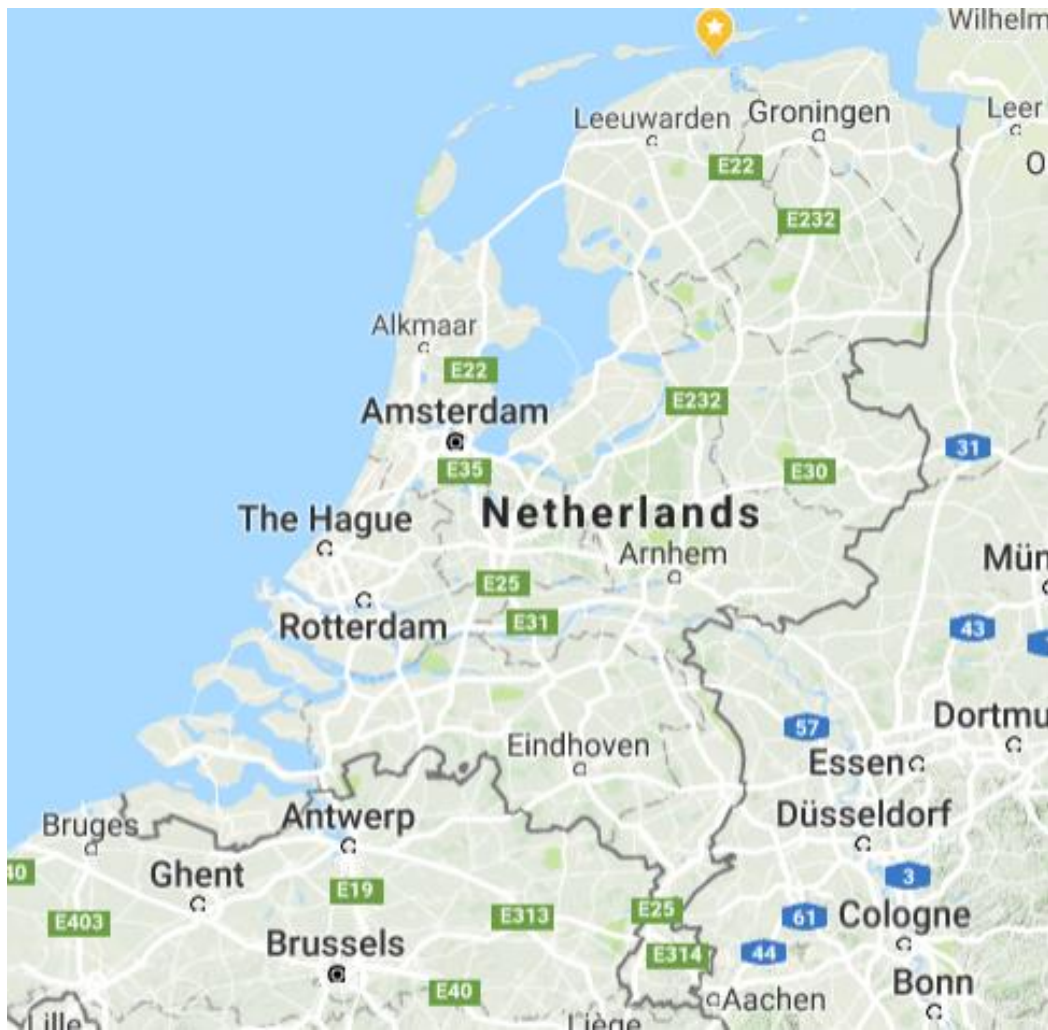 Wilhelm
Leeuwarden
Groningen
Leer
O
E22
E232
Alkmaar
E22
Amsterdam
E232
E35
E30
31
The Hague
Netherlands
Arnhem
Mün
E25
Rotterdam
E31
43
57
Dortmu
Eindhoven
Essen
Bruges
Antwerp
Düsseldorf
40
Ghent
E19
3
E403
E313
E25
61
Cologne
Brussels
E314
44
E40
Aachen
Bonn
Lille
Liège